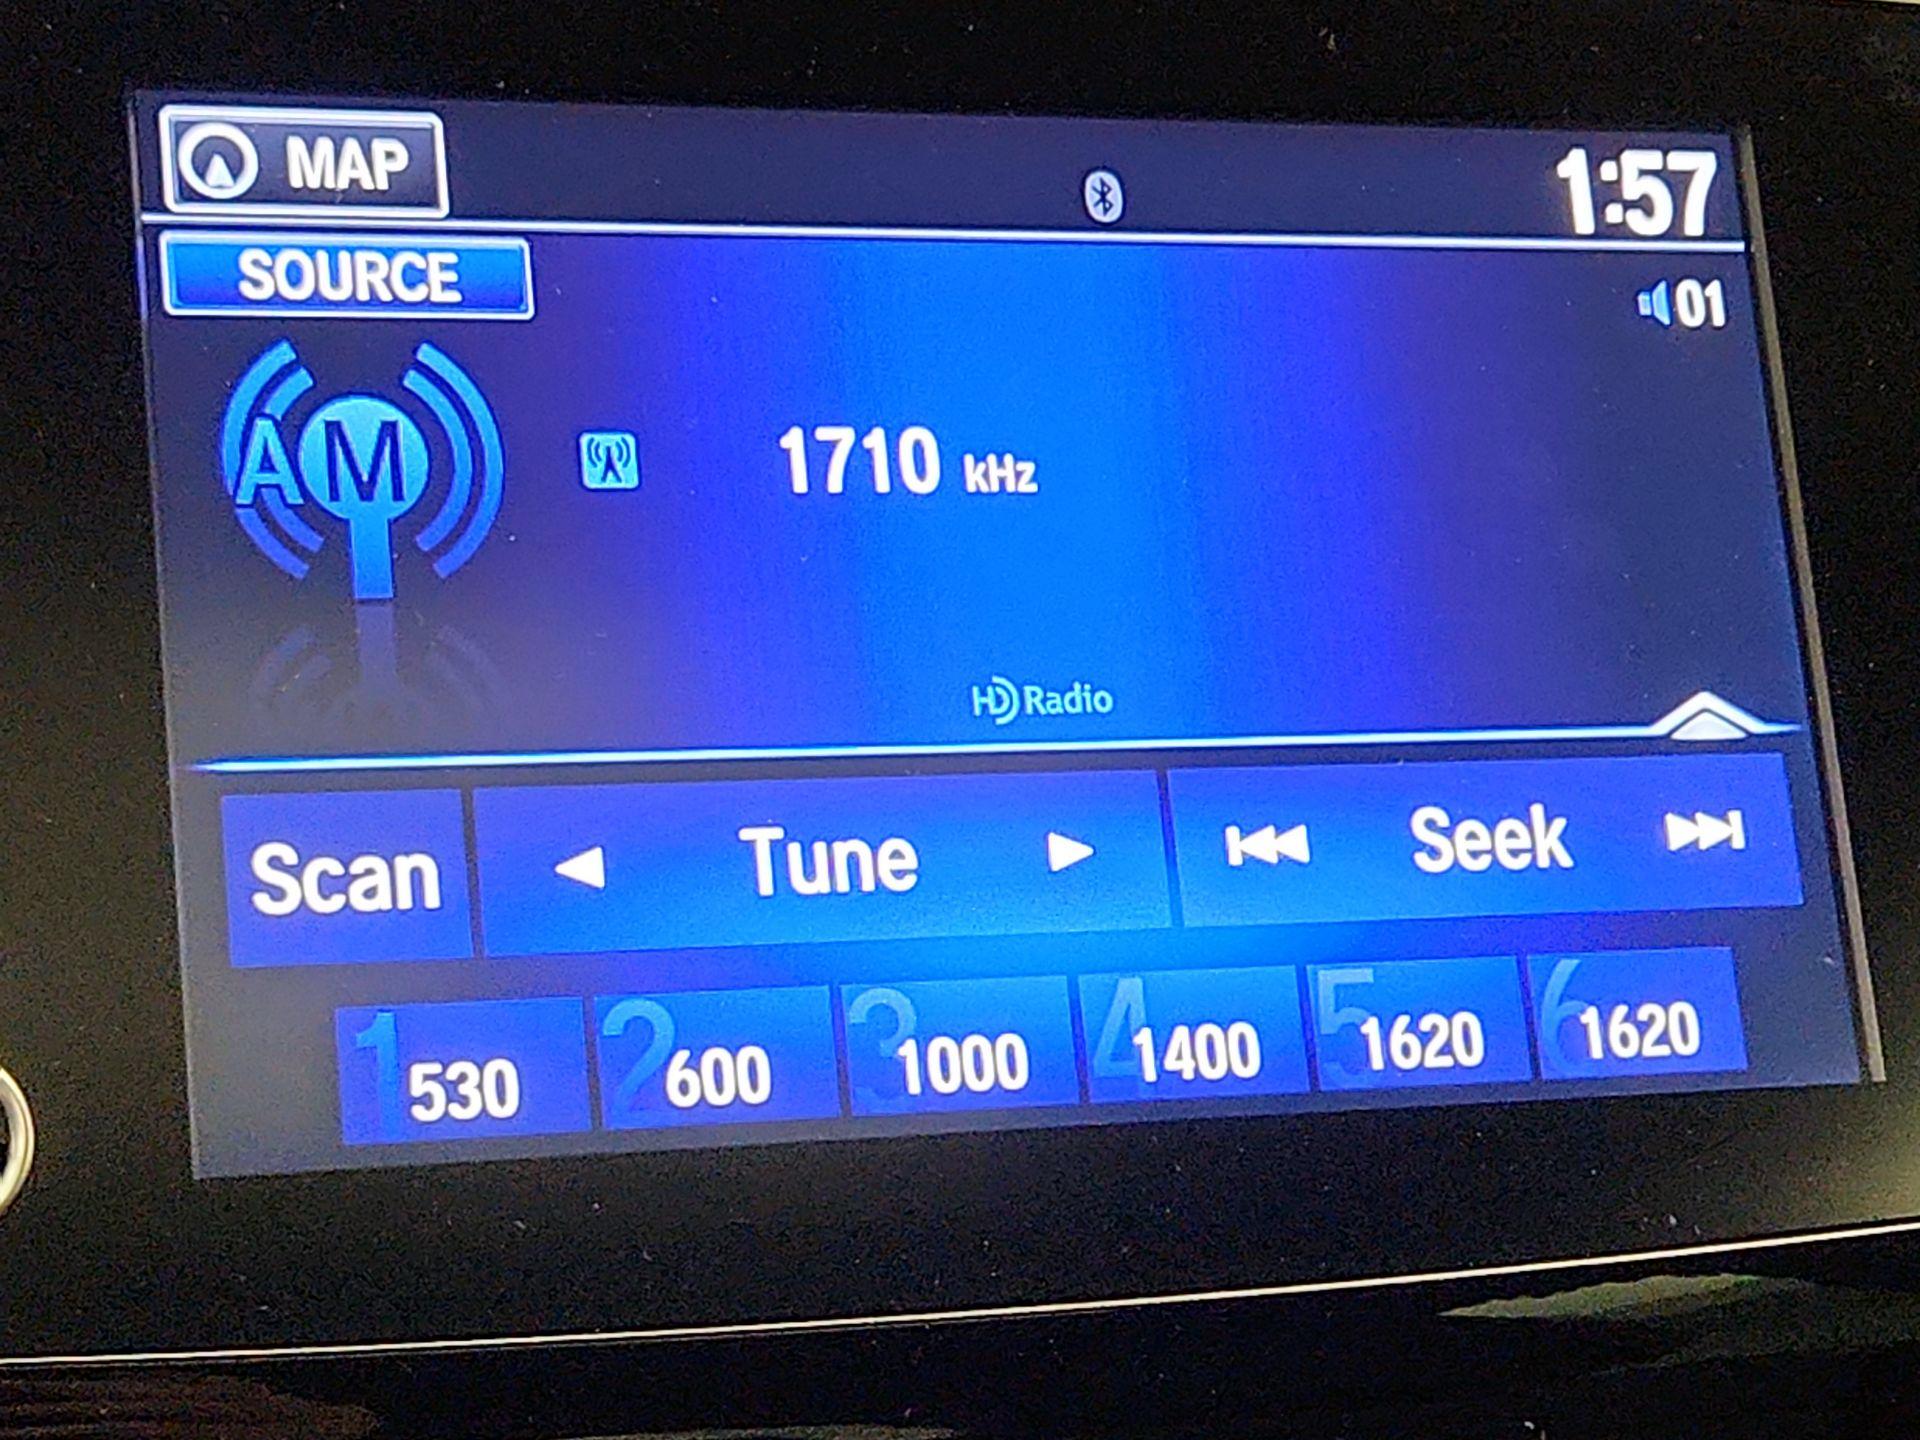 MAP
1:57
SOURCE
01
AM
1710 kHz
HD Radio
Scan
Tune
Seek
1 530
2 600
3 1000
4 1400
5 1620
6 1620